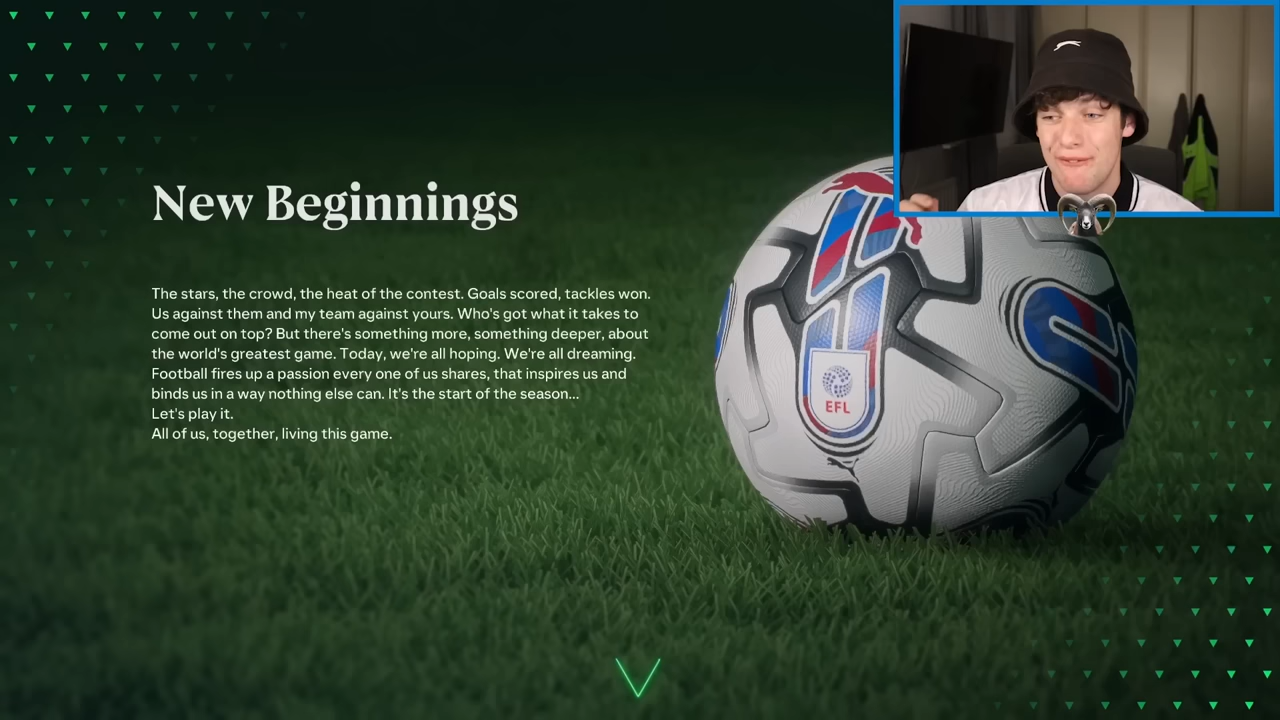 New Beginnings
The stars, the crowd, the heat of the contest. Goals scored, tackles won.
Us against them and my team against yours. Who's got what it takes to
come out on top? But there's something more, something deeper, about
the world's greatest game. Today, we're all hoping. We're all dreaming.
Football fires up a passion every one of us shares, that inspires us and
binds us in a way nothing else can. It's the start of the season...
Let's play it.
All of us, together, living this game.
EFL